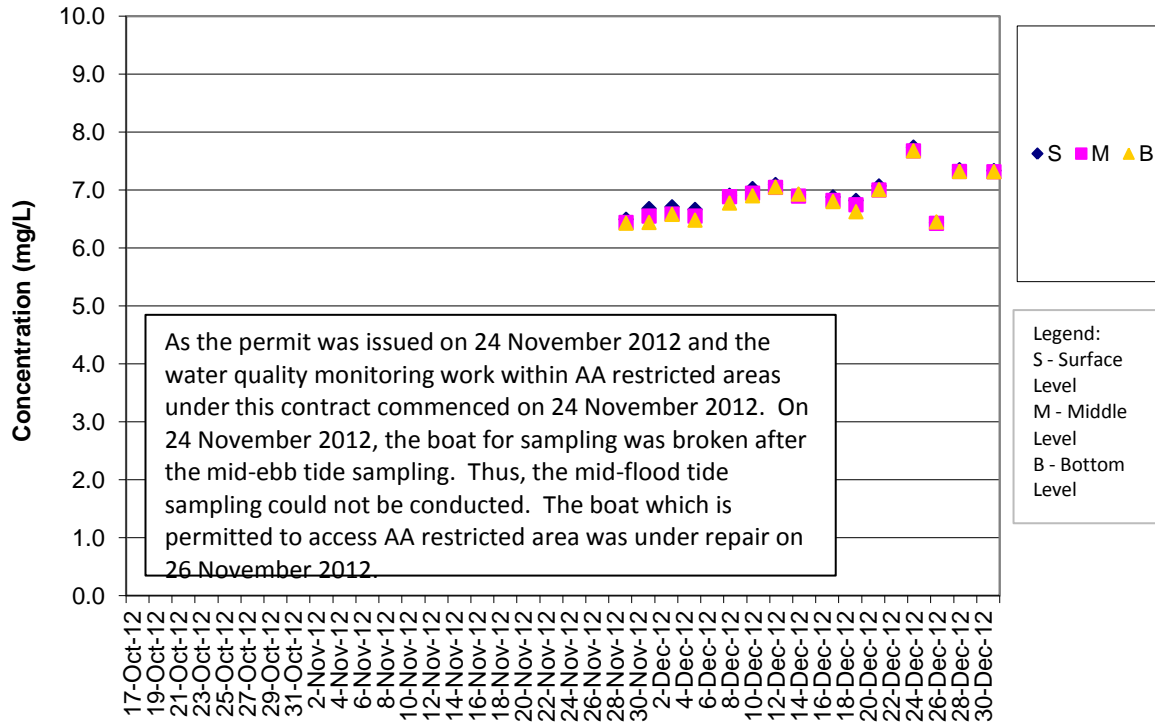 10.0
9.0
8.0
7.0
6.0
5.0
4.0
3.0
2.0
1.0
0.0
Concentration (mg/L)
S M B
Legend:
S - Surface
Level
M - Middle
Level
B - Bottom
Level
As the permit was issued on 24 November 2012 and the
water quality monitoring work within AA restricted areas
under this contract commenced on 24 November 2012. On
24 November 2012, the boat for sampling was broken after
the mid-ebb tide sampling. Thus, the mid-flood tide
sampling could not be conducted. The boat which is
permitted to access AA restricted area was under repair on
26 November 2012.
17-Oct-12
19-Oct-12
21-Oct-12
23-Oct-12
25-Oct-12
27-Oct-12
29-Oct-12
31-Oct-12
2-Nov-12
4-Nov-12
6-Nov-12
8-Nov-12
10-Nov-12
12-Nov-12
14-Nov-12
16-Nov-12
18-Nov-12
20-Nov-12
22-Nov-12
24-Nov-12
26-Nov-12
28-Nov-12
30-Nov-12
2-Dec-12
4-Dec-12
6-Dec-12
8-Dec-12
10-Dec-12
12-Dec-12
14-Dec-12
16-Dec-12
18-Dec-12
20-Dec-12
22-Dec-12
24-Dec-12
26-Dec-12
28-Dec-12
30-Dec-12